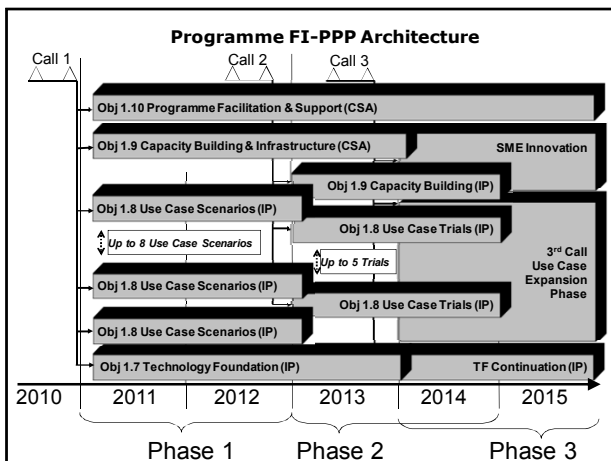 Programme FI-PPP Architecture
Call 1
Call 2
Call 3
Obj 1.10 Programme Facilitation & Support (CSA)
Obj 1.9 Capacity Building & Infrastructure (CSA)
SME Innovation
Obj 1.9 Capacity Building (IP)
Obj 1.8 Use Case Scenarios (IP)
Obj 1.8 Use Case Trials (IP)
Up to 8 Use Case Scenarios
Up to 5 Trials
3rd Call
Use Case
Expansion
Phase
Obj 1.8 Use Case Scenarios (IP)
Obj 1.8 Use Case Trials (IP)
Obj 1.8 Use Case Scenarios (IP)
Obj 1.7 Technology Foundation (IP)
TF Continuation (IP)
2010 2011 2012 2013 2014 2015
Phase 1 Phase 2 Phase 3